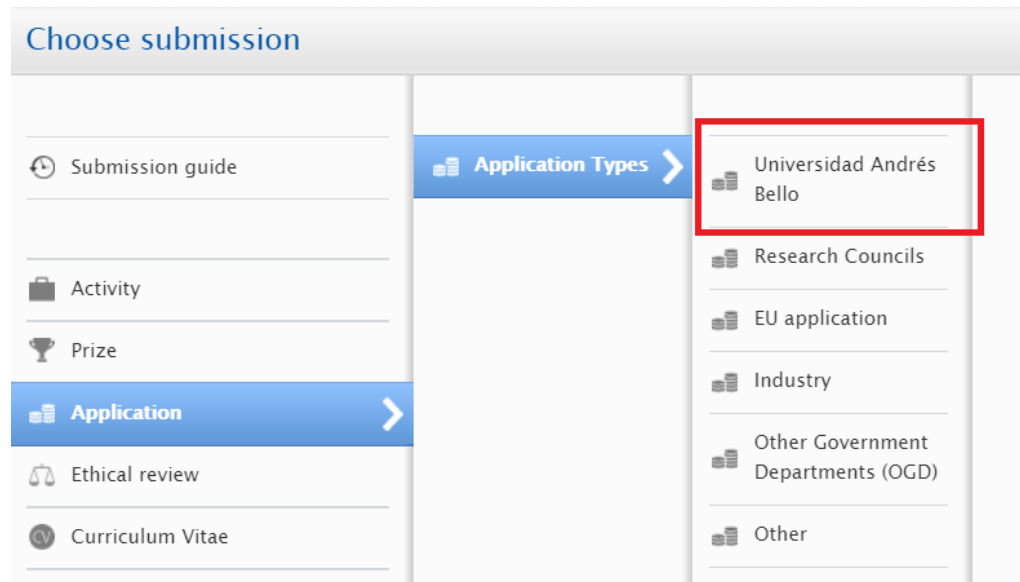 Choose submission
Submission guide
Activity
Prize
Application
Ethical review
CV
Curriculum Vitae
Application Types
Universidad Andrés
Bello
Research Councils
EU application
Industry
Other Government
Departments (OGD)
Other